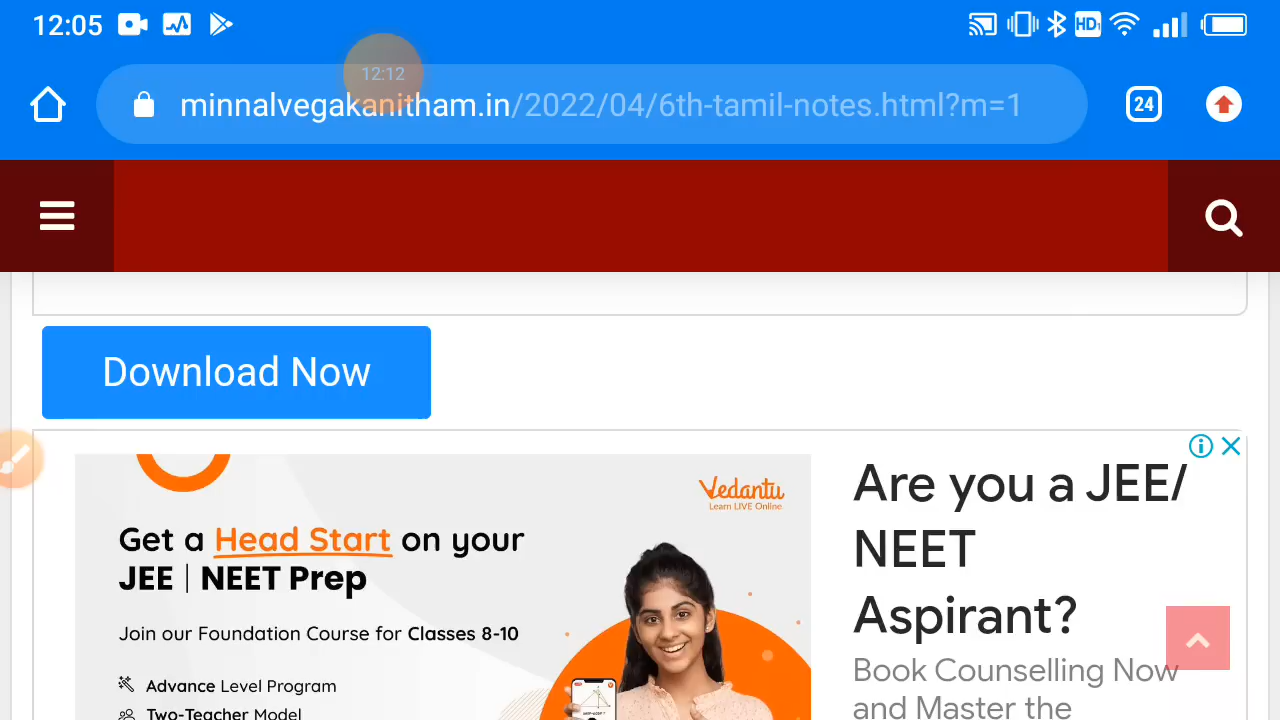 12:05
HD
12:12
minnalvegakanitham.in/2022/04/6th-tamil-notes.html?m=1
24
Download Now
Vedantu
Learn LIVE Online
Get a Head Start on your
JEE | NEET Prep
Join our Foundation Course for Classes 8-10
Advance Level Program
Two-Teacher Model
Are you a JEE/
NEET
Aspirant?
Book Counselling Now
and Master the